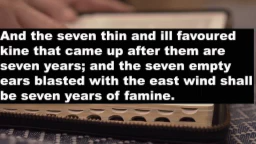 And the seven thin and ill favoured
kine that came up after them are
seven years; and the seven empty
ears blasted with the east wind shall
be seven years of famine.